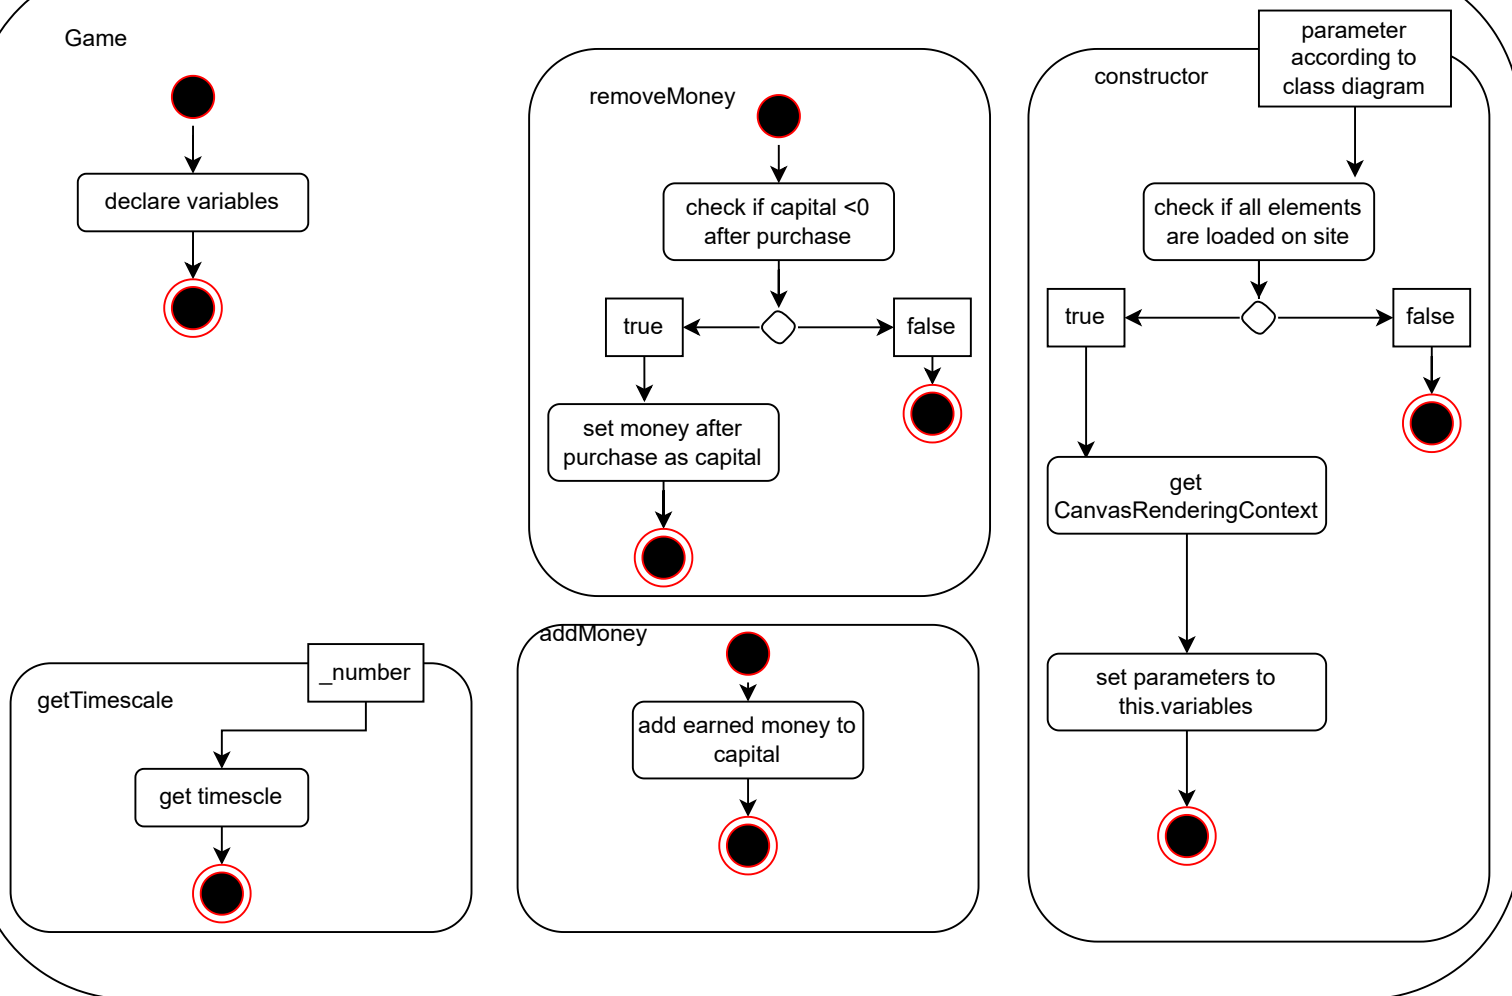 Game
declare variables
removeMoney
check if capital <0
after purchase
true
false
set money after
purchase as capital
parameter
according to
class diagram
constructor
check if all elements
are loaded on site
true
false
get
CanvasRenderingContext
set parameters to
this.variables
_number
getTimescale
get timescle
addMoney
add earned money to
capital